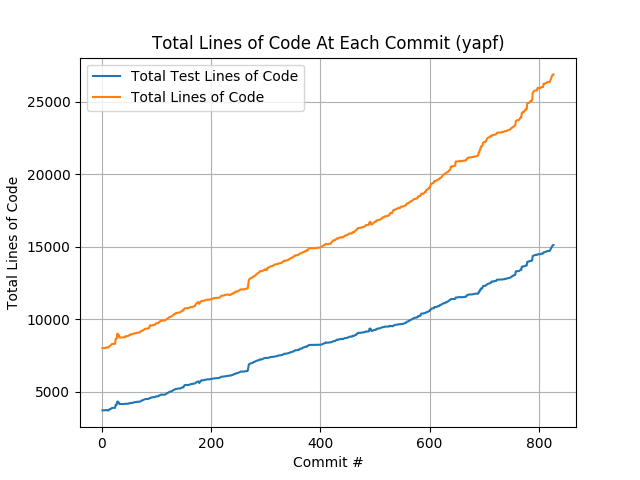 Total Lines of Code At Each Commit (yapf)
Total Test Lines of Code
Total Lines of Code
Total Lines of Code
25000
20000
15000
10000
5000
0
200
400
600
800
Commit #